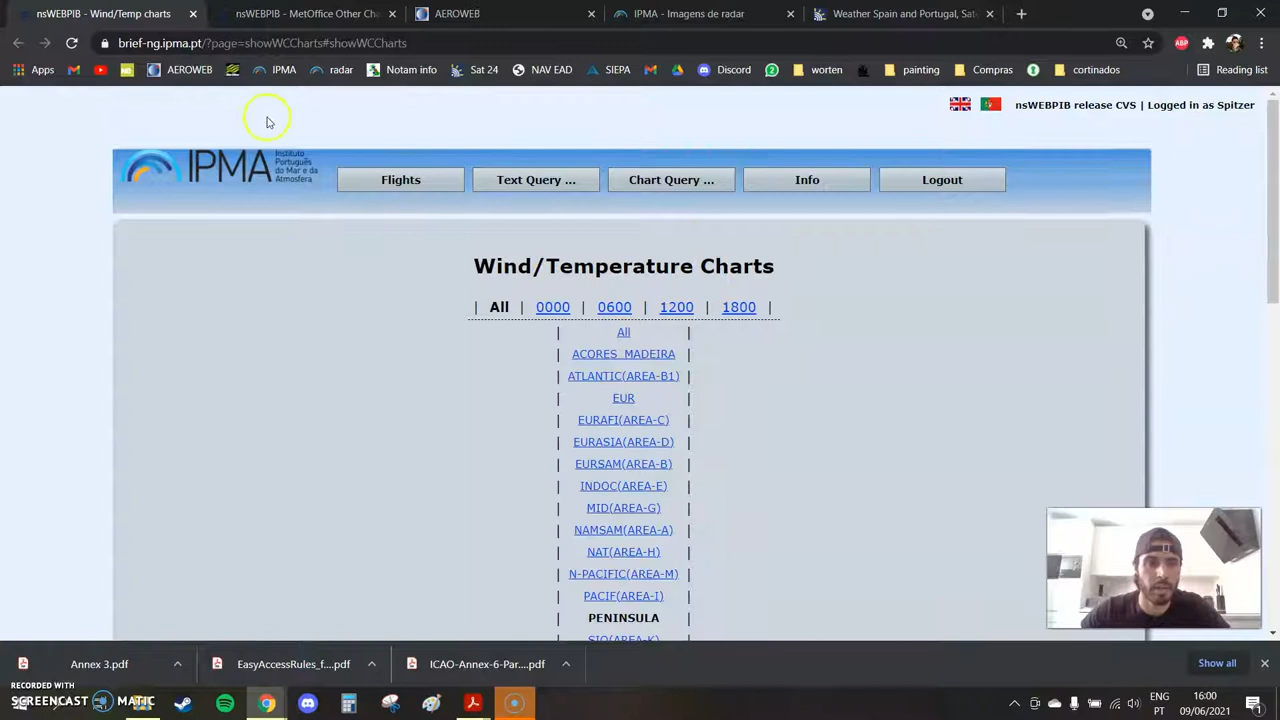 nsWEBPIB - Wind/Temp charts
nsWEBPIB - MetOffice Other Cha
AEROWEB
IPMA - Imagens de radar
Weather Spain and Portugal, Sate
brief-ng.ipma.pt/?page=showWCCharts#showWCCharts
Apps
AEROWEB
IPMA
radar
Notam info
Sat 24
NAV EAD
SIEPA
Discord
worten
painting
Compras
cortinados
Reading list
nsWEBPIB release CVS | Logged in as Spitzer
IPMA
Instituto
Português
do Mar e da
Atmosfera
Flights
Text Query ...
Chart Query ...
Info
Logout
Wind/Temperature Charts
| All | 0000 | 0600 | 1200 | 1800 |
| All |
| ACORES_MADEIRA |
| ATLANTIC(AREA-B1) |
| EUR |
| EURAFI(AREA-C) |
| EURASIA(AREA-D) |
| EURSAM(AREA-B) |
| INDOC(AREA-E) |
| MID(AREA-G) |
| NAMSAM(AREA-A) |
| NAT(AREA-H) |
| N-PACIFIC(AREA-M) |
| PACIF(AREA-I) |
| PENINSULA |
SIO(AREA-K)
Annex 3.pdf
EasyAccessRules_f....pdf
ICAO-Annex-6-Par....pdf
Show all
RECORDED WITH
SCREENCAST MATIC
ENG
PT
16:00
09/06/2021